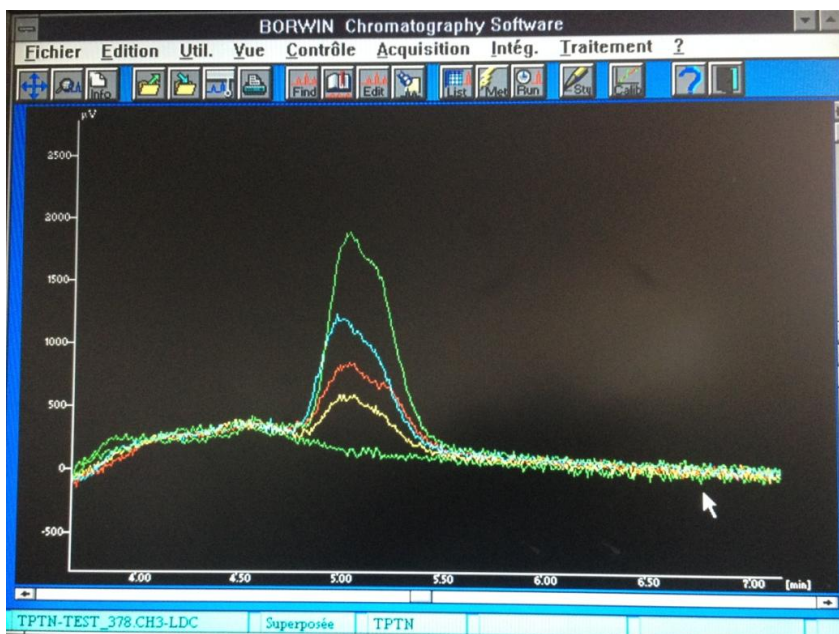 BORWIN Chromatography Software
Fichier Edition Util. Vue Contrôle Acquisition Intég. Traitement ?
Info Find Edit List Met Run Sty Calib
µV
2500
2000
1500
1000
500
0
-500
4.00 4.50 5.00 5.50 6.00 6.50 7.00 [min]
TPTN-TEST_378.CH3-LDC Superposée TPTN